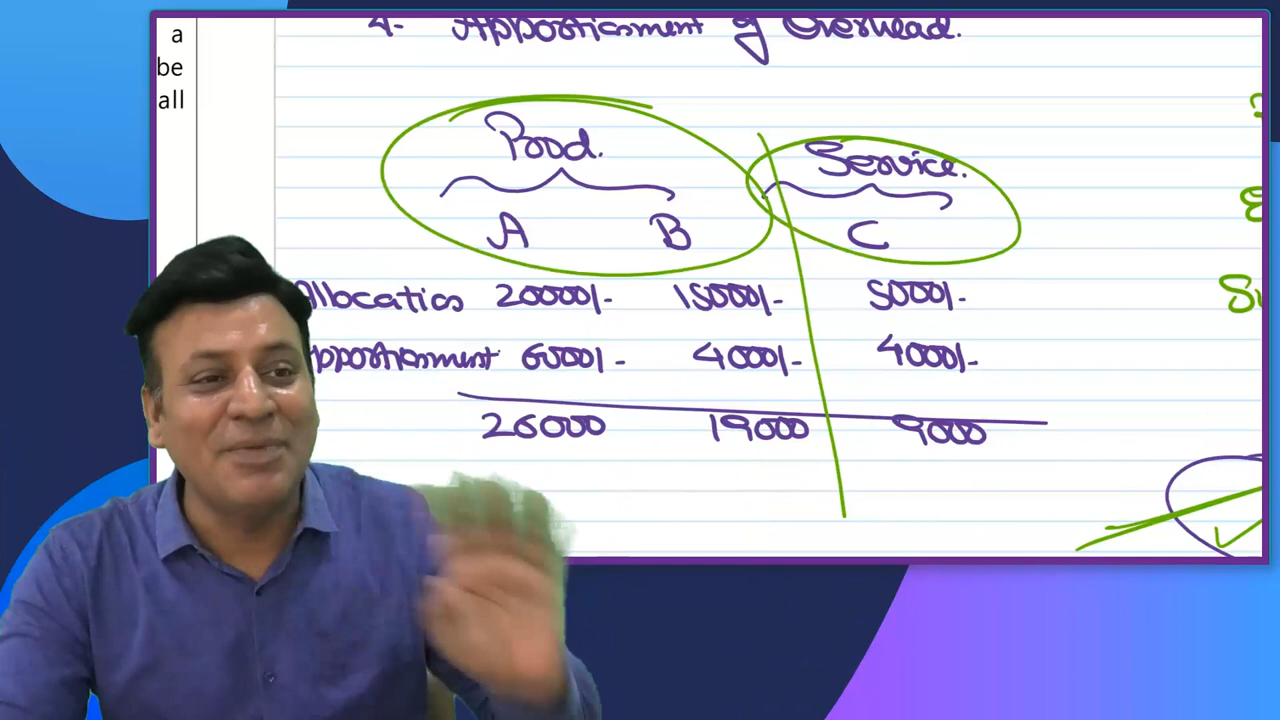 a
be
all
4- Apportionment of Overhead.
Prod. Service.
A B C
Allocation 20000/- 15000/- 5000/-
Apportionment 6000/- 4000/- 4000/-
26000 19000 9000